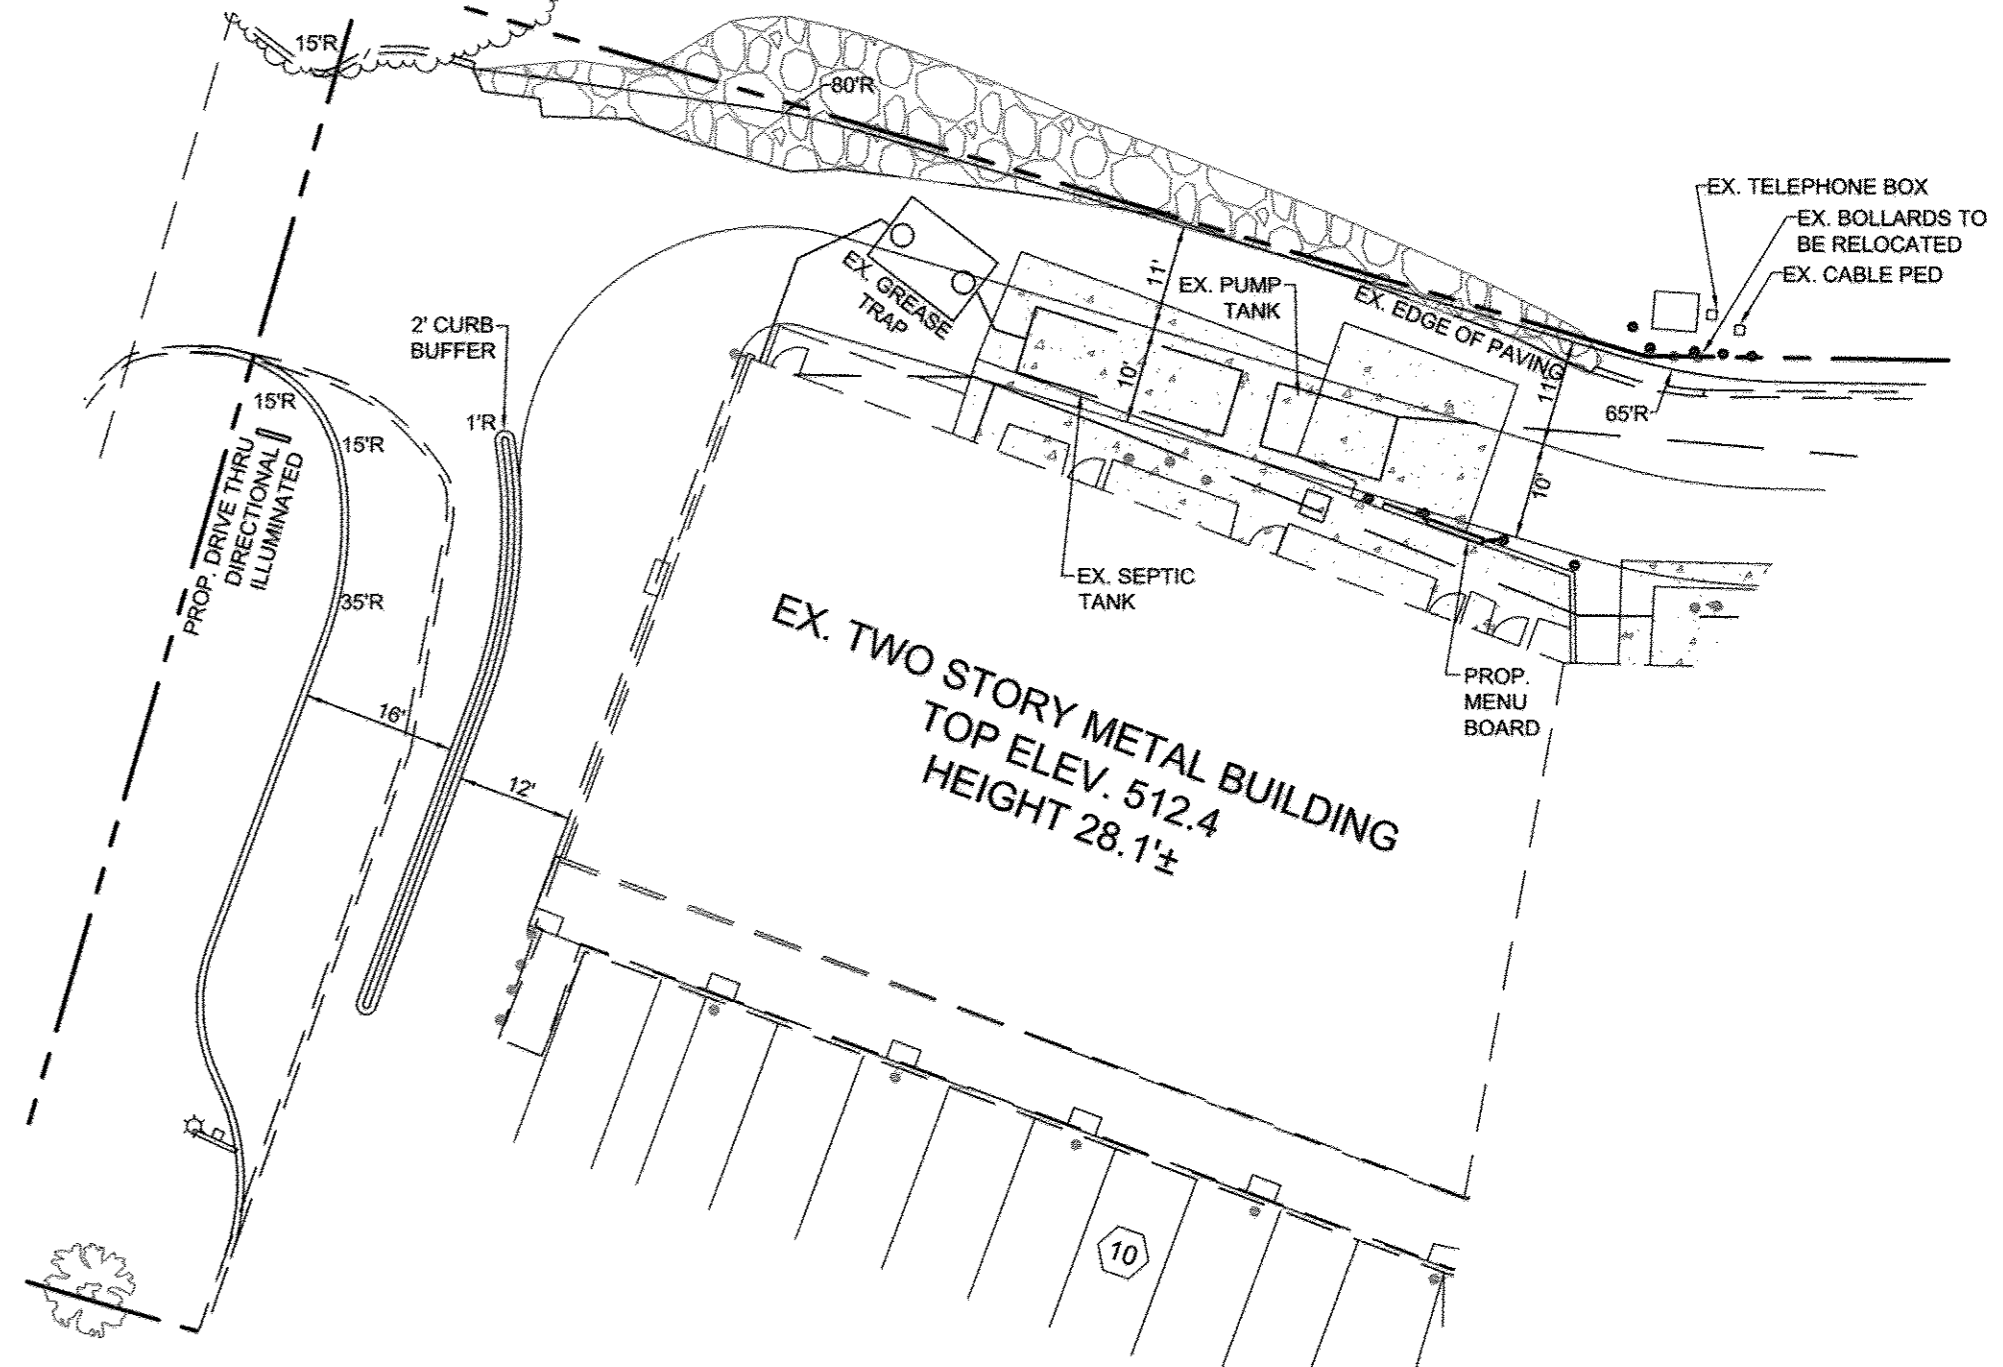 15'R
80'R
EX. TELEPHONE BOX
EX. BOLLARDS TO
BE RELOCATED
EX. CABLE PED
EX. GREASE
TRAP
11'
EX. PUMP
TANK
EX. EDGE OF PAVING
2' CURB
BUFFER
10'
11'
65'R
15'R
1'R
15'R
PROP. DRIVE THRU
DIRECTIONAL
ILLUMINATED
10'
35'R
EX. SEPTIC
TANK
EX. TWO STORY METAL BUILDING
TOP ELEV. 512.4
HEIGHT 28.1'±
PROP.
MENU
BOARD
16'
12'
10